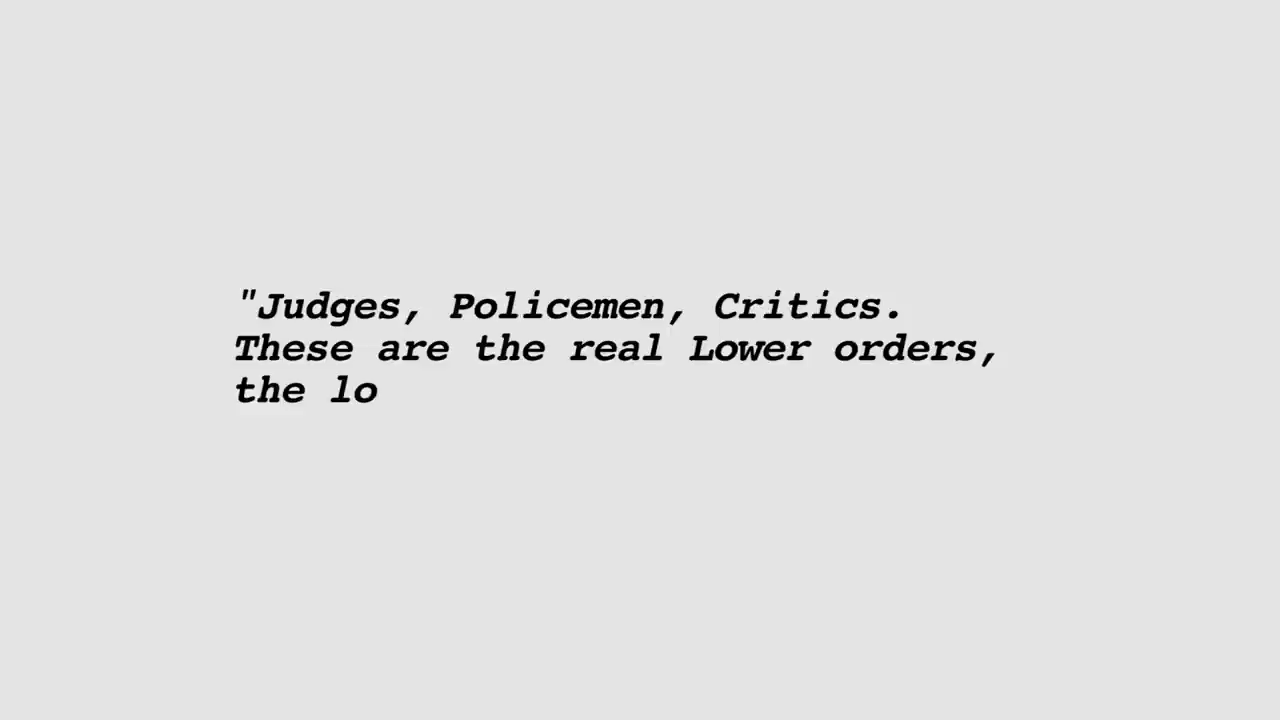 "Judges, Policemen, Critics.
These are the real Lower orders,
the lo